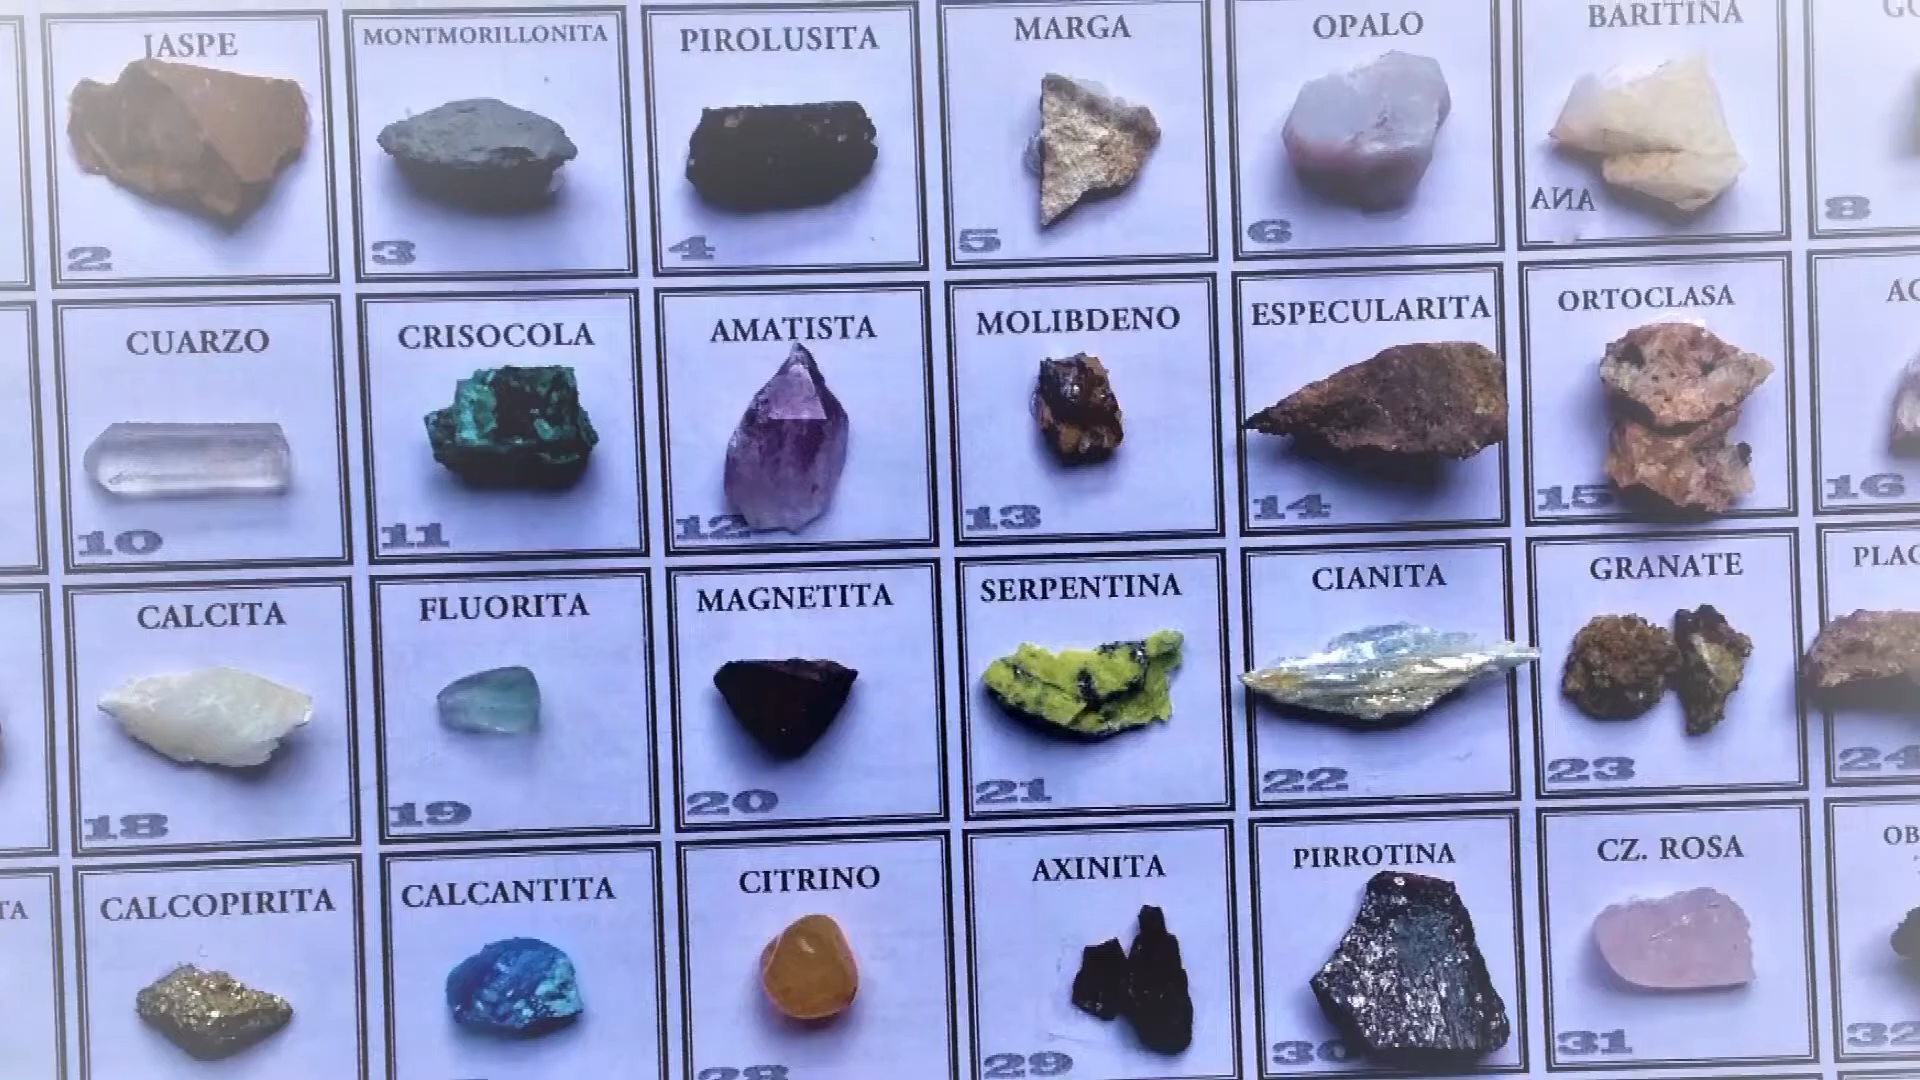 JASPE
MONTMORILLONITA
PIROLUSITA
MARGA
OPALO
BARITINA
2
3
4
5
6
ANA
8
CUARZO
CRISOCOLA
AMATISTA
MOLIBDENO
ESPECULARITA
ORTOCLASA
10
11
12
13
14
15
16
CALCITA
FLUORITA
MAGNETITA
SERPENTINA
CIANITA
GRANATE
18
19
20
21
22
23
24
CALCOPIRITA
CALCANTITA
CITRINO
AXINITA
PIRROTINA
CZ. ROSA
28
29
30
31
32